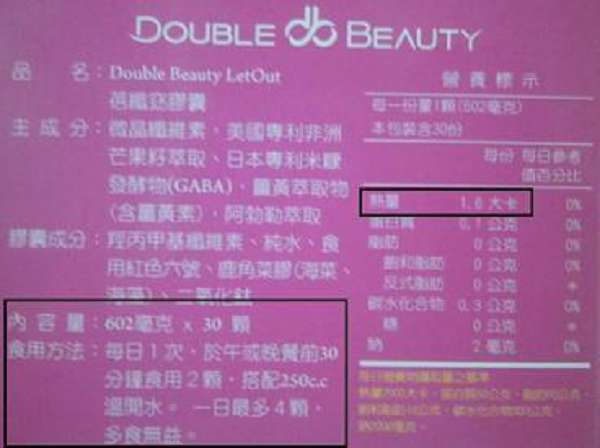 DOUBLE BEAUTY
品 名：Double Beauty LetOut
蓓纖窈膠囊
主成分：微晶纖維素、美國專利非洲
芒果籽萃取、日本專利米糠
發酵物(GABA)、薑黃萃取物
(含薑黃素)、阿勃勒萃取
膠囊成分：羥丙甲基纖維素、純水、食
用紅色六號、鹿角菜膠(海菜、
海藻)、二氧化鈦
內容量：602毫克 x 30 顆
食用方法：每日1次，於午或晚餐前30
分鐘食用2顆，搭配250c.c
溫開水。一日最多4顆，
多食無益。
營養標示
每一份量1顆(602毫克)
本包裝含30份
每份 每日參考
值百分比
熱量 1.6 大卡 0%
蛋白質 0.1 公克 0%
脂肪 0 公克 0%
飽和脂肪 0 公克 0%
反式脂肪 0 公克 *
碳水化合物 0.3 公克 0%
糖 0 公克 *
鈉 2 毫克 0%